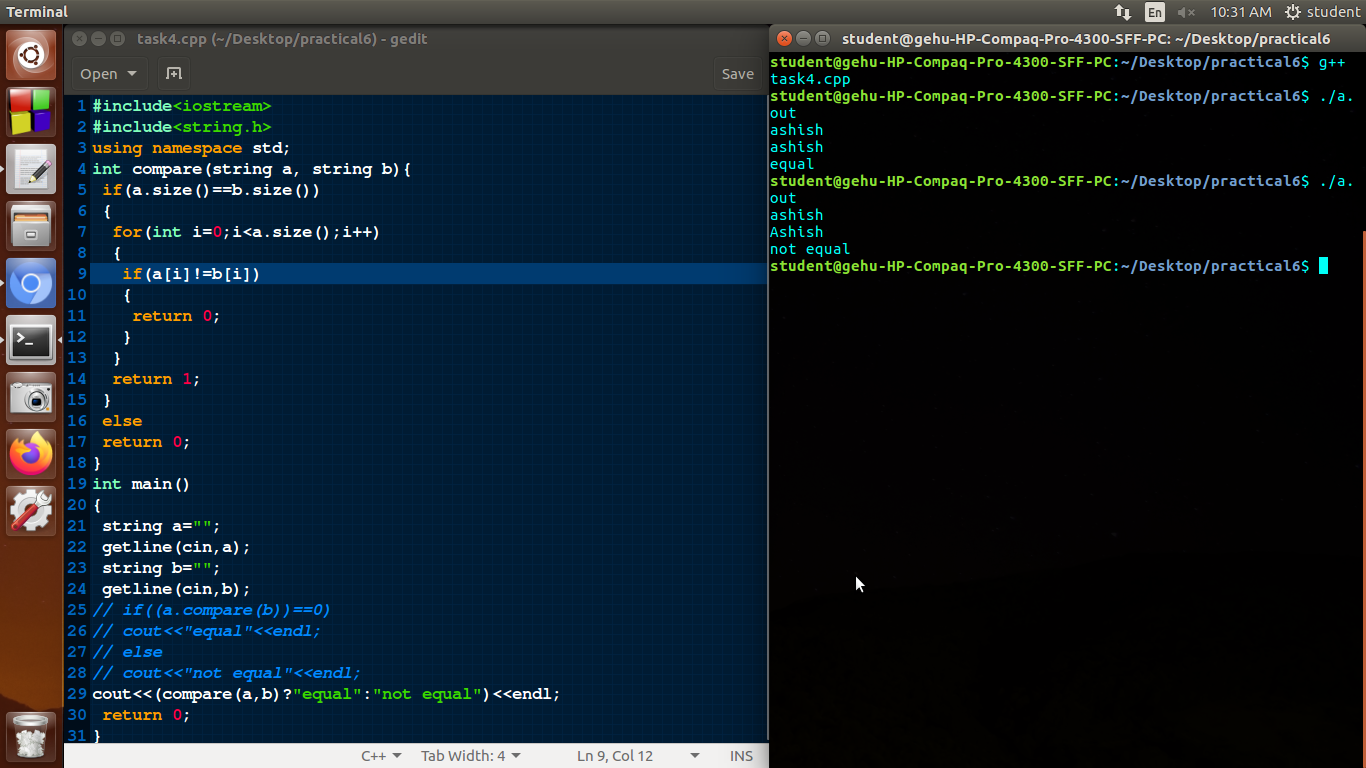 Terminal
En
10:31 AM
student
task4.cpp (~/Desktop/practical6) - gedit
Open
Save
1 #include<iostream>
2 #include<string.h>
3 using namespace std;
4 int compare(string a, string b){
5  if(a.size()==b.size())
6  {
7   for(int i=0;i<a.size();i++)
8   {
9    if(a[i]!=b[i])
10    {
11     return 0;
12    }
13   }
14   return 1;
15  }
16  else
17  return 0;
18 }
19 int main()
20 {
21  string a="";
22  getline(cin,a);
23  string b="";
24  getline(cin,b);
25 // if((a.compare(b))==0)
26 // cout<<"equal"<<endl;
27 // else
28 // cout<<"not equal"<<endl;
29 cout<<(compare(a,b)?"equal":"not equal")<<endl;
30  return 0;
31 }
C++
Tab Width: 4
Ln 9, Col 12
INS
student@gehu-HP-Compaq-Pro-4300-SFF-PC: ~/Desktop/practical6
student@gehu-HP-Compaq-Pro-4300-SFF-PC:~/Desktop/practical6$ g++
task4.cpp
student@gehu-HP-Compaq-Pro-4300-SFF-PC:~/Desktop/practical6$ ./a.
out
ashish
ashish
equal
student@gehu-HP-Compaq-Pro-4300-SFF-PC:~/Desktop/practical6$ ./a.
out
ashish
Ashish
not equal
student@gehu-HP-Compaq-Pro-4300-SFF-PC:~/Desktop/practical6$